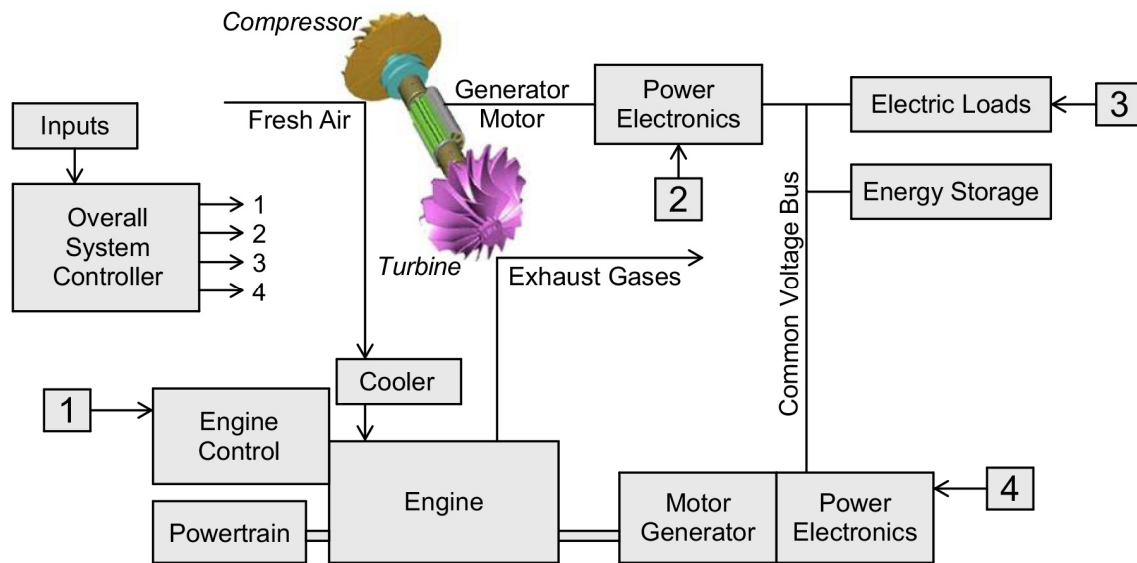 Compressor
Generator
Motor
Power
Electronics
Electric Loads
3
Fresh Air
Inputs
Energy Storage
2
Overall
System
Controller
1
2
3
4
Turbine
Exhaust Gases
Common Voltage Bus
Cooler
1
Engine
Control
Engine
Motor
Generator
Power
Electronics
4
Powertrain